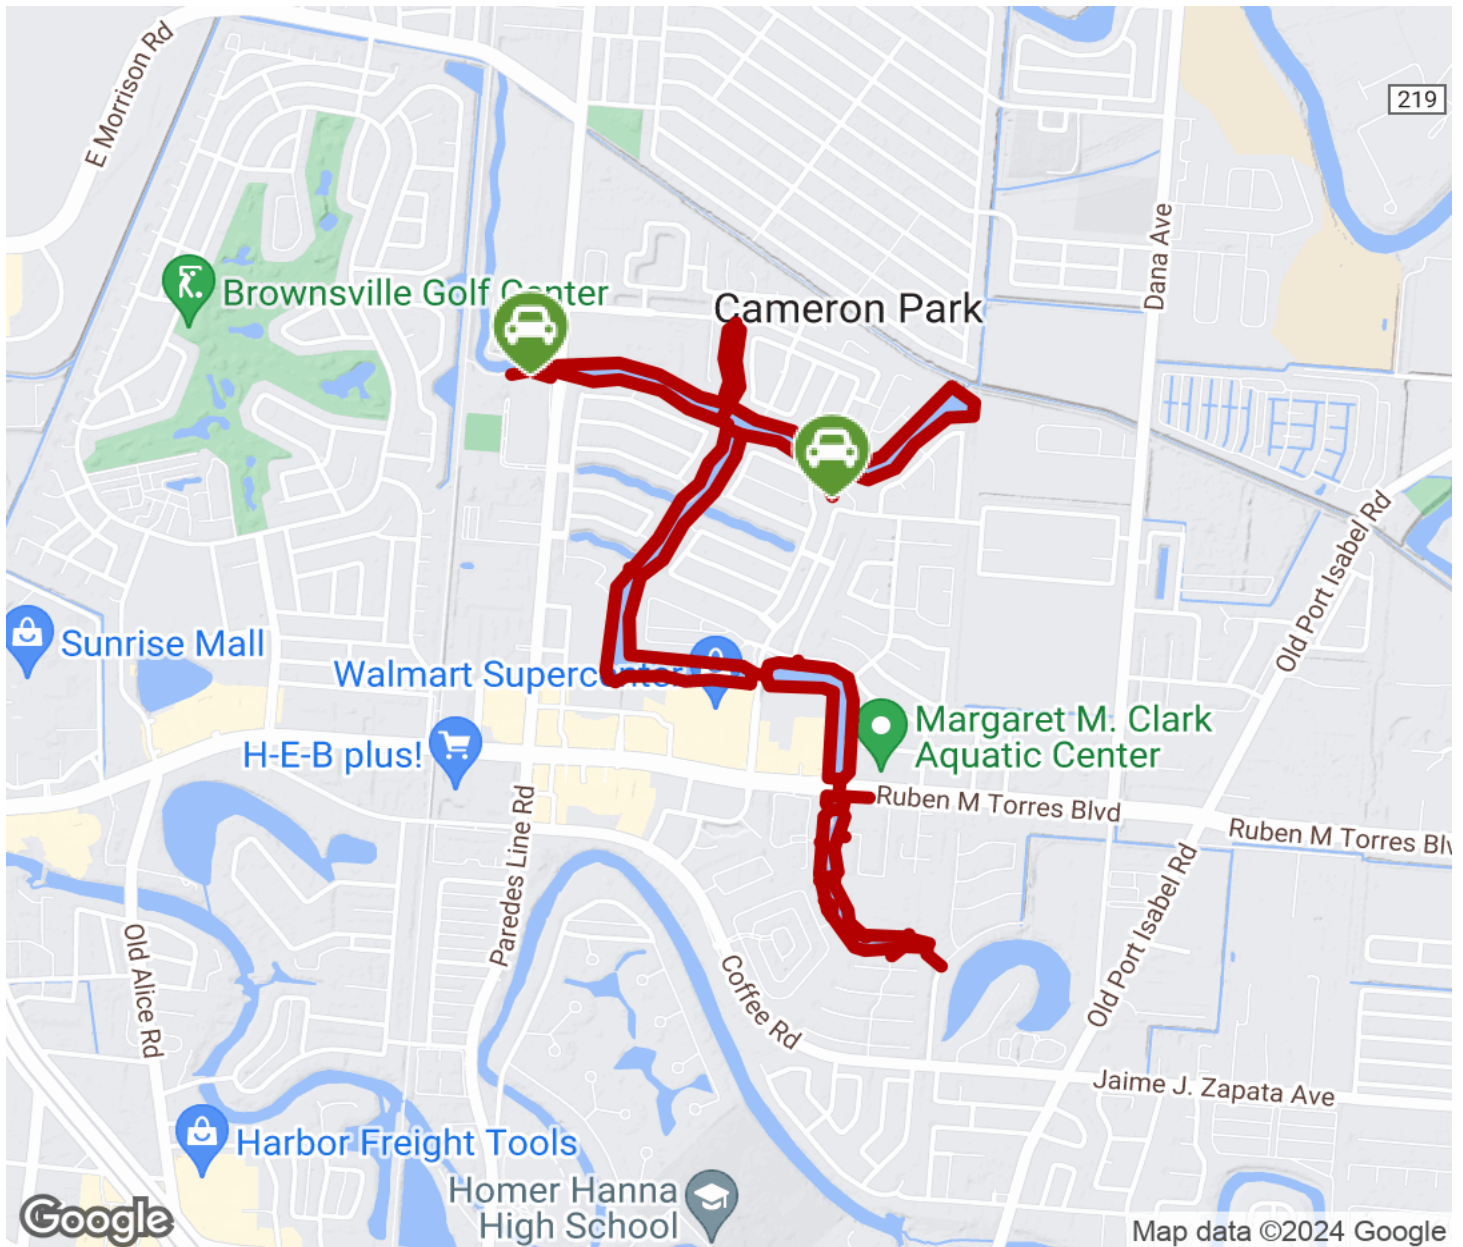 E Morrison Rd
219
Dana Ave
Brownsville Golf Center
Cameron Park
Old Port Isabel Rd
Sunrise Mall
Walmart Supercenter
Margaret M. Clark
Aquatic Center
H-E-B plus!
Ruben M Torres Blvd
Ruben M Torres Blv
Paredes Line Rd
Old Port Isabel Rd
Old Alice Rd
Coffee Rd
Jaime J. Zapata Ave
Harbor Freight Tools
Homer Hanna
High School
Google
Map data ©2024 Google